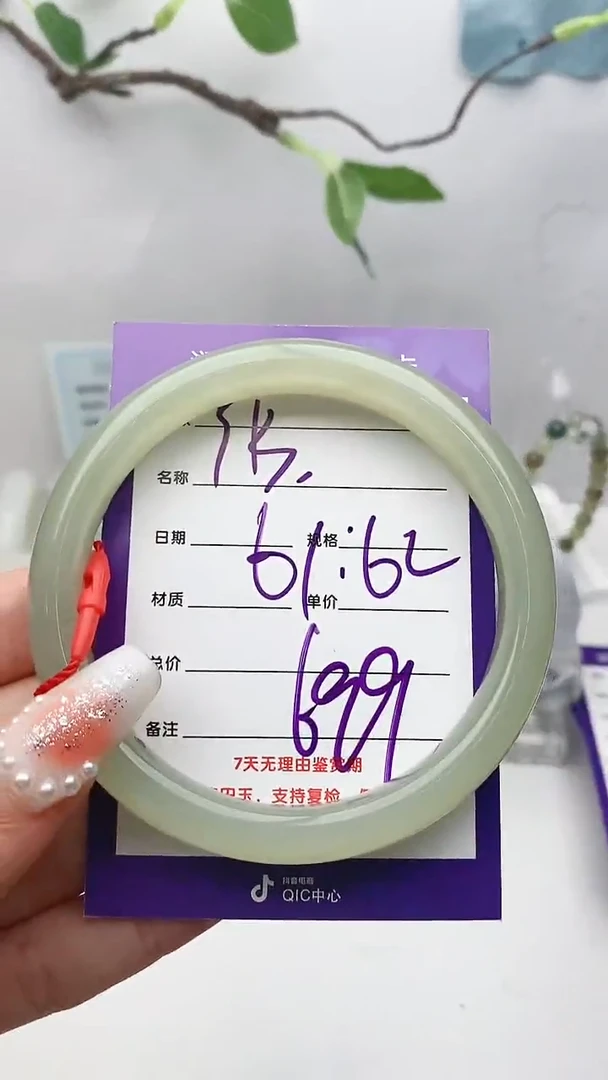 名称
日期 规格
61:62
材质 单价
总价
699
备注
7天无理由鉴赏期
支持复检
抖音电商
QIC中心